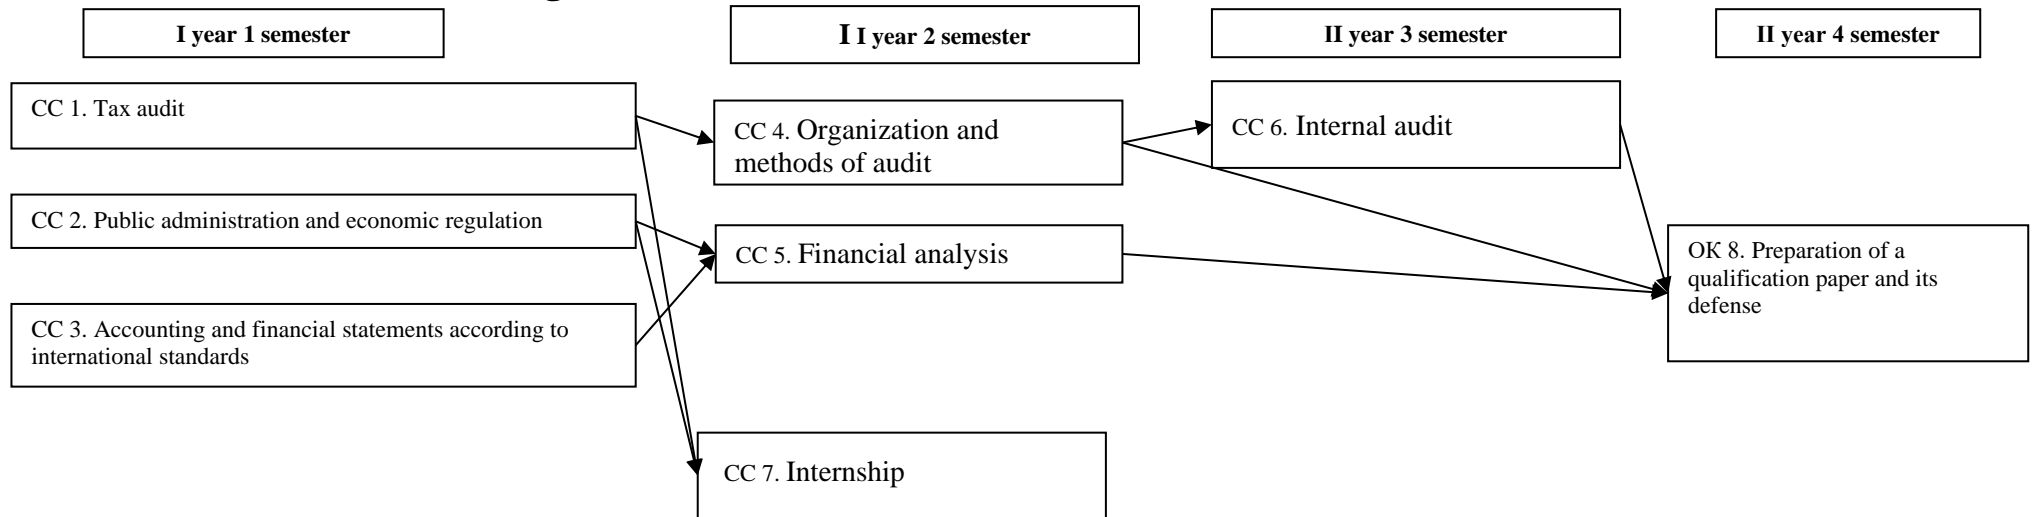 I year 1 semester
I I year 2 semester
II year 3 semester
II year 4 semester
CC 1. Tax audit
CC 2. Public administration and economic regulation
CC 3. Accounting and financial statements according to
international standards
CC 4. Organization and
methods of audit
CC 5. Financial analysis
CC 7. Internship
CC 6. Internal audit
OK 8. Preparation of a
qualification paper and its
defense